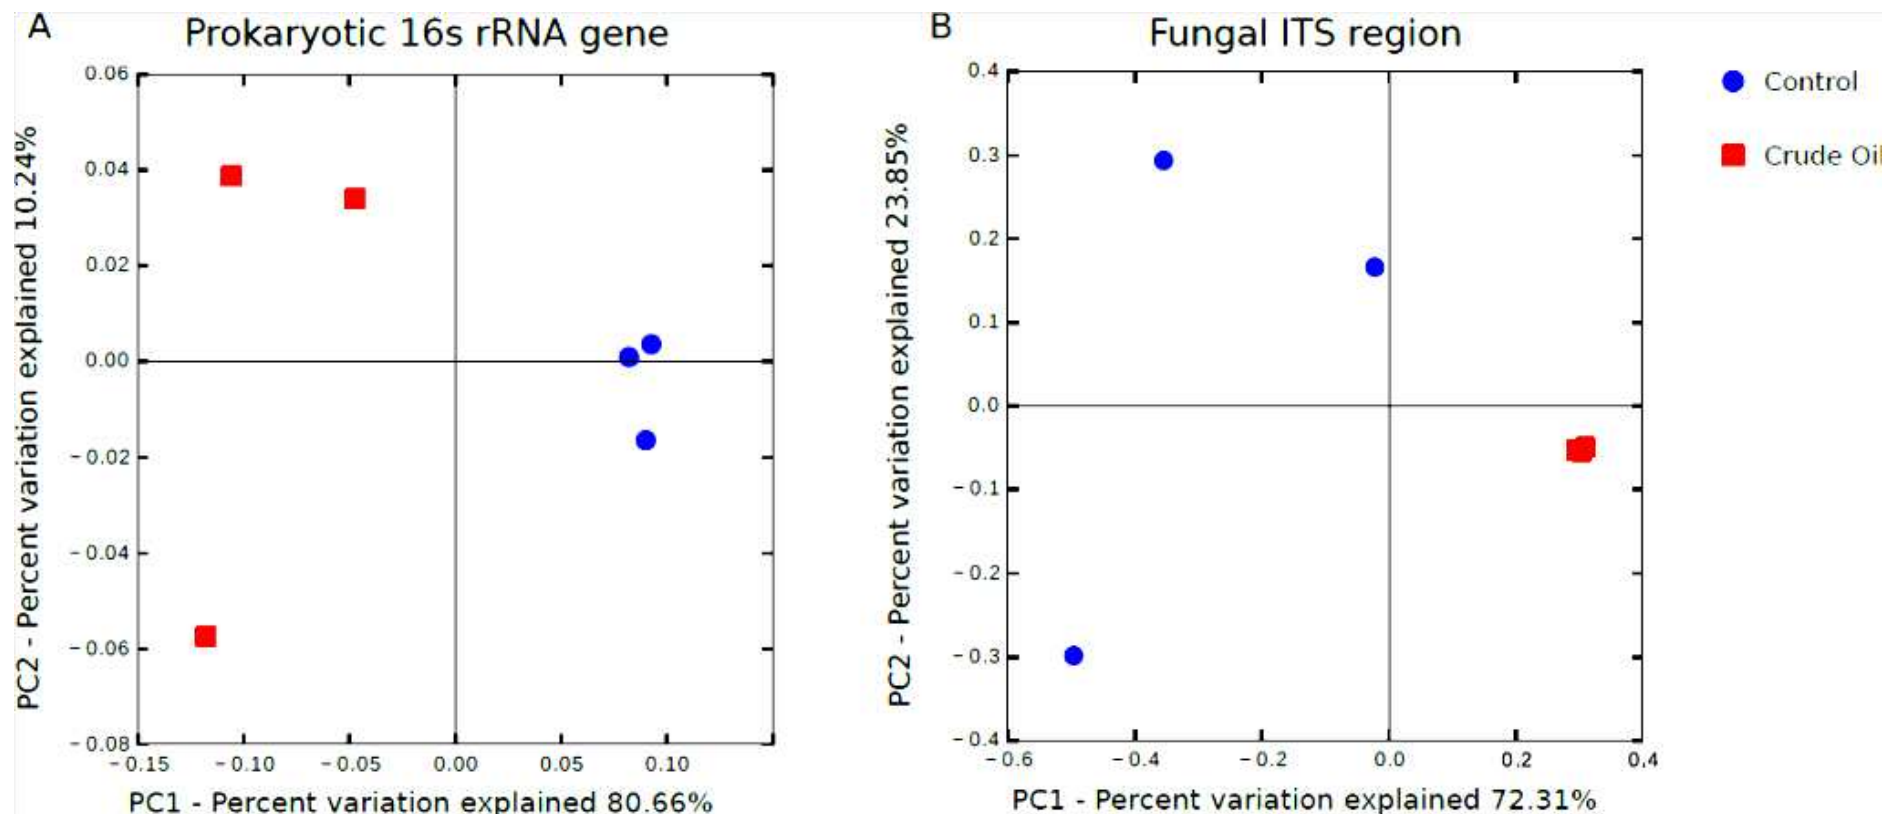 A
Prokaryotic 16s rRNA gene
0.06
0.04
0.02
0.00
−0.02
−0.04
−0.06
−0.08
−0.15
−0.10
−0.05
0.00
0.05
0.10
PC2 - Percent variation explained 10.24%
PC1 - Percent variation explained 80.66%
B
Fungal ITS region
0.4
0.3
0.2
0.1
0.0
−0.1
−0.2
−0.3
−0.4
−0.6
−0.4
−0.2
0.0
0.2
0.4
PC2 - Percent variation explained 23.85%
PC1 - Percent variation explained 72.31%
Control
Crude Oil